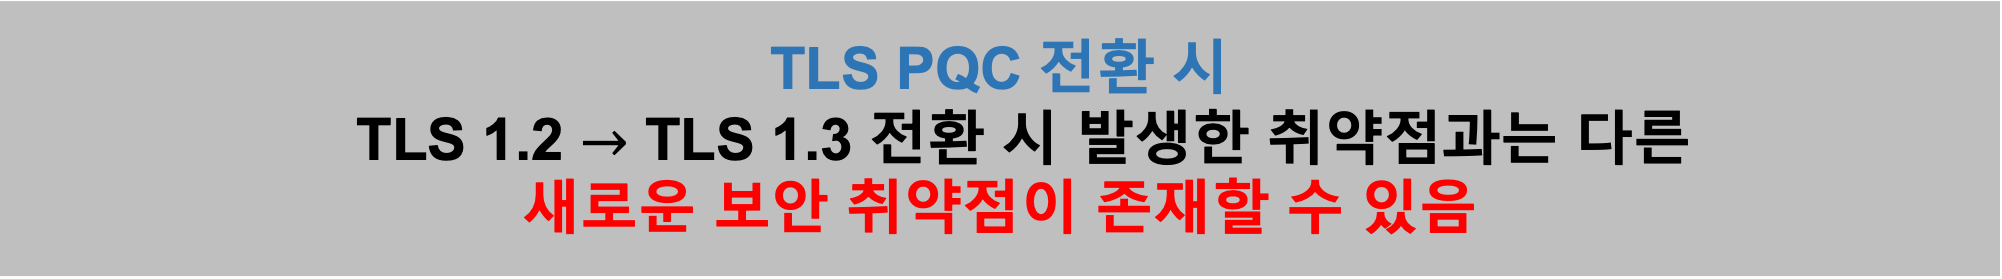 TLS PQC 전환 시
TLS 1.2 → TLS 1.3 전환 시 발생한 취약점과는 다른
새로운 보안 취약점이 존재할 수 있음